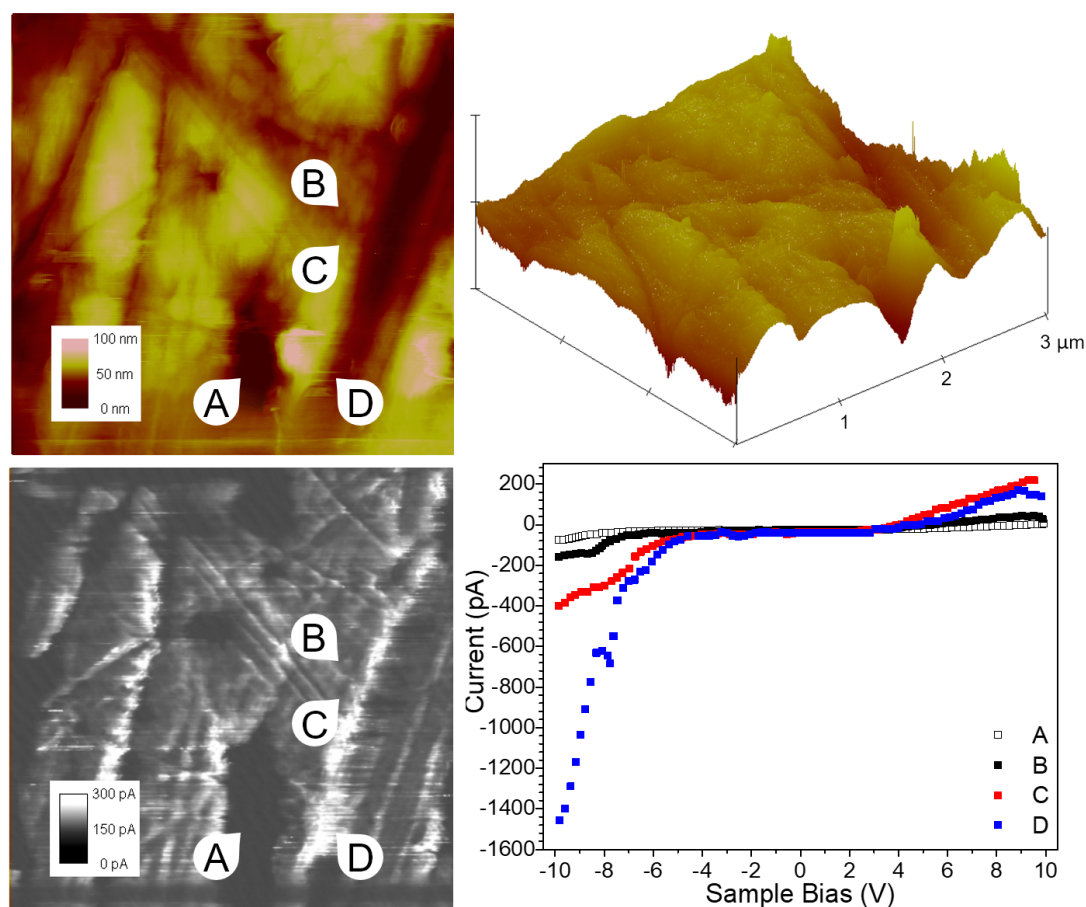 B
C
A
D
100 nm
50 nm
0 nm
1
2
3 μm
B
C
A
D
300 pA
150 pA
0 pA
Current (pA)
200
0
-200
-400
-600
-800
-1000
-1200
-1400
-1600
-10 -8 -6 -4 -2 0 2 4 6 8 10
Sample Bias (V)
A
B
C
D